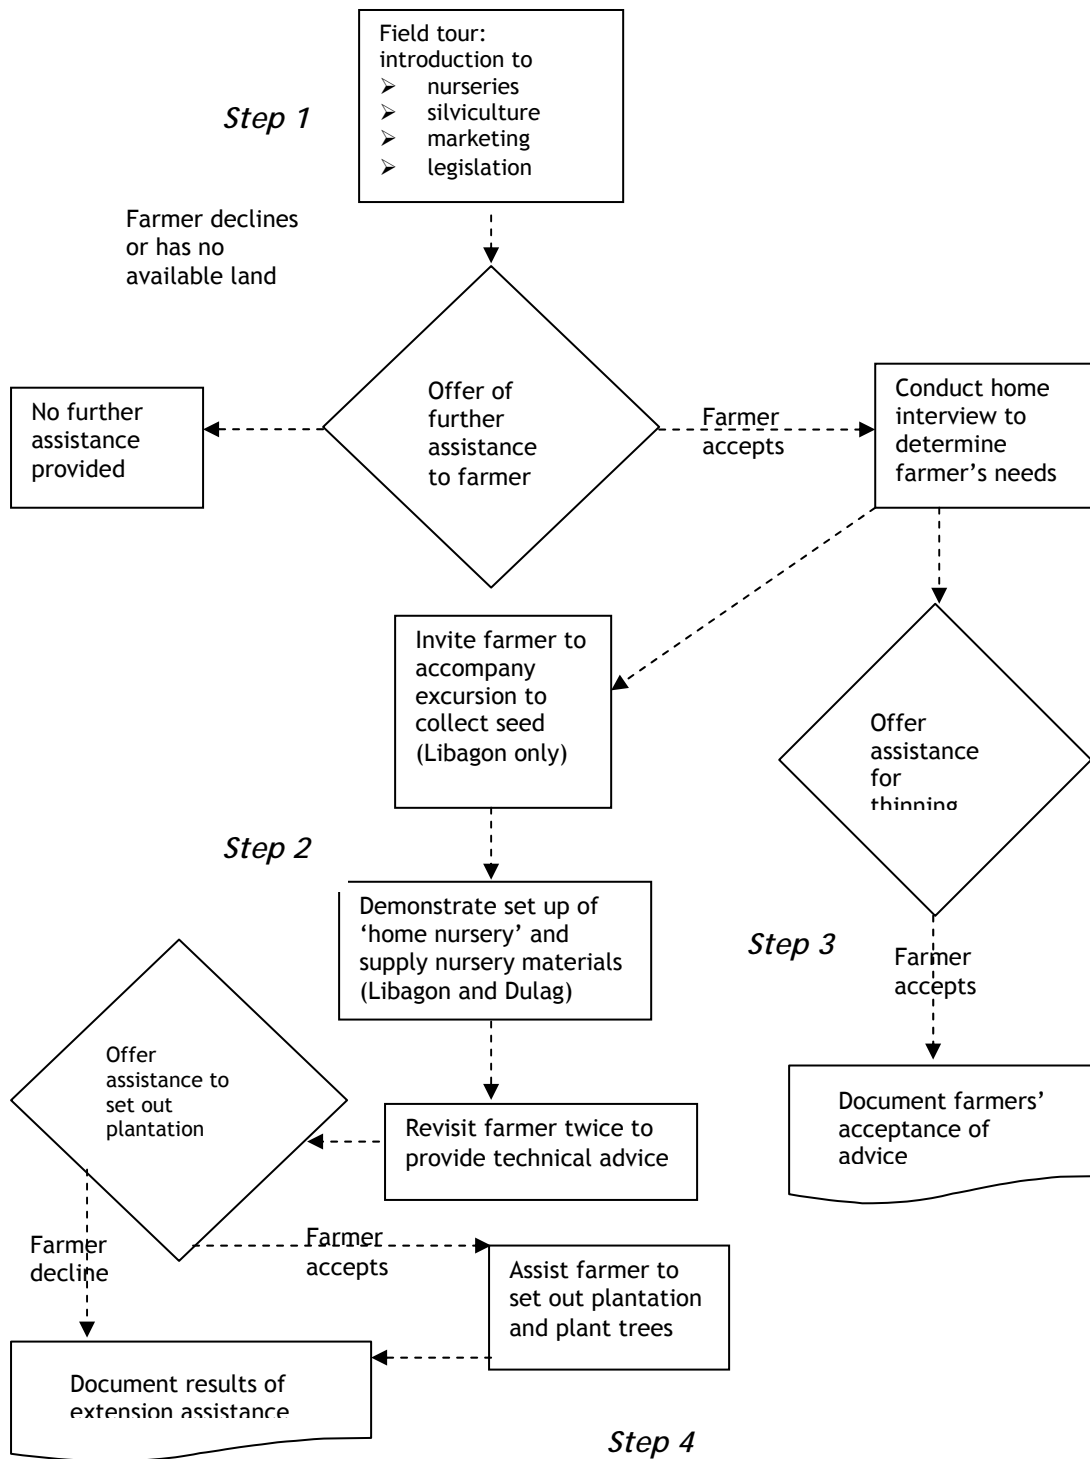 Field tour:
introduction to
➢ nurseries
➢ silviculture
➢ marketing
➢ legislation
Step 1
Farmer declines
or has no
available land
Offer of
further
assistance
to farmer
No further
assistance
provided
Farmer
accepts
Conduct home
interview to
determine
farmer’s needs
Invite farmer to
accompany
excursion to
collect seed
(Libagon only)
Offer
assistance
for
thinning
Step 2
Demonstrate set up of
‘home nursery’ and
supply nursery materials
(Libagon and Dulag)
Step 3
Farmer
accepts
Offer
assistance to
set out
plantation
Revisit farmer twice to
provide technical advice
Document farmers’
acceptance of
advice
Farmer
decline
Farmer
accepts
Assist farmer to
set out plantation
and plant trees
Document results of
extension assistance
Step 4